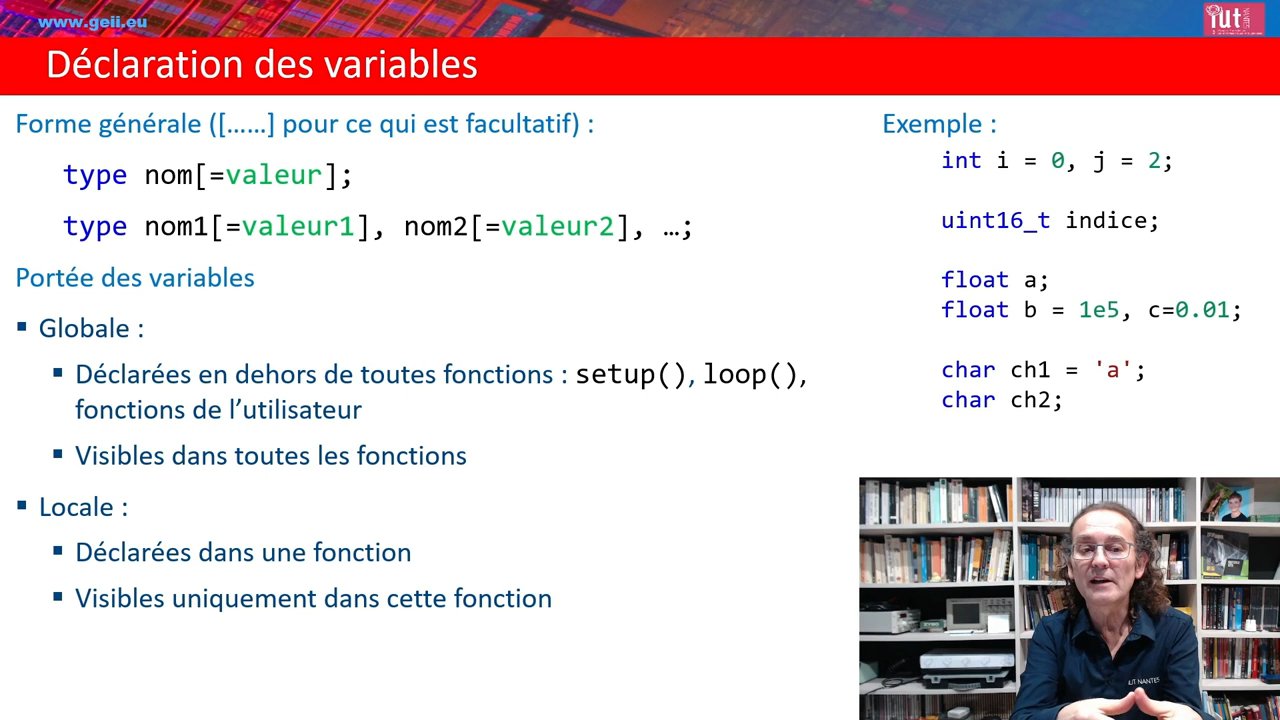 www.geii.eu
iut
NANTES
Déclaration des variables
Forme générale ([……] pour ce qui est facultatif) :
type nom[=valeur];
type nom1[=valeur1], nom2[=valeur2], …;
Portée des variables
▪ Globale :
▪ Déclarées en dehors de toutes fonctions : setup(), loop(),
fonctions de l’utilisateur
▪ Visibles dans toutes les fonctions
▪ Locale :
▪ Déclarées dans une fonction
▪ Visibles uniquement dans cette fonction
Exemple :
int i = 0, j = 2;
uint16_t indice;
float a;
float b = 1e5, c=0.01;
char ch1 = 'a';
char ch2;
IUT NANTES